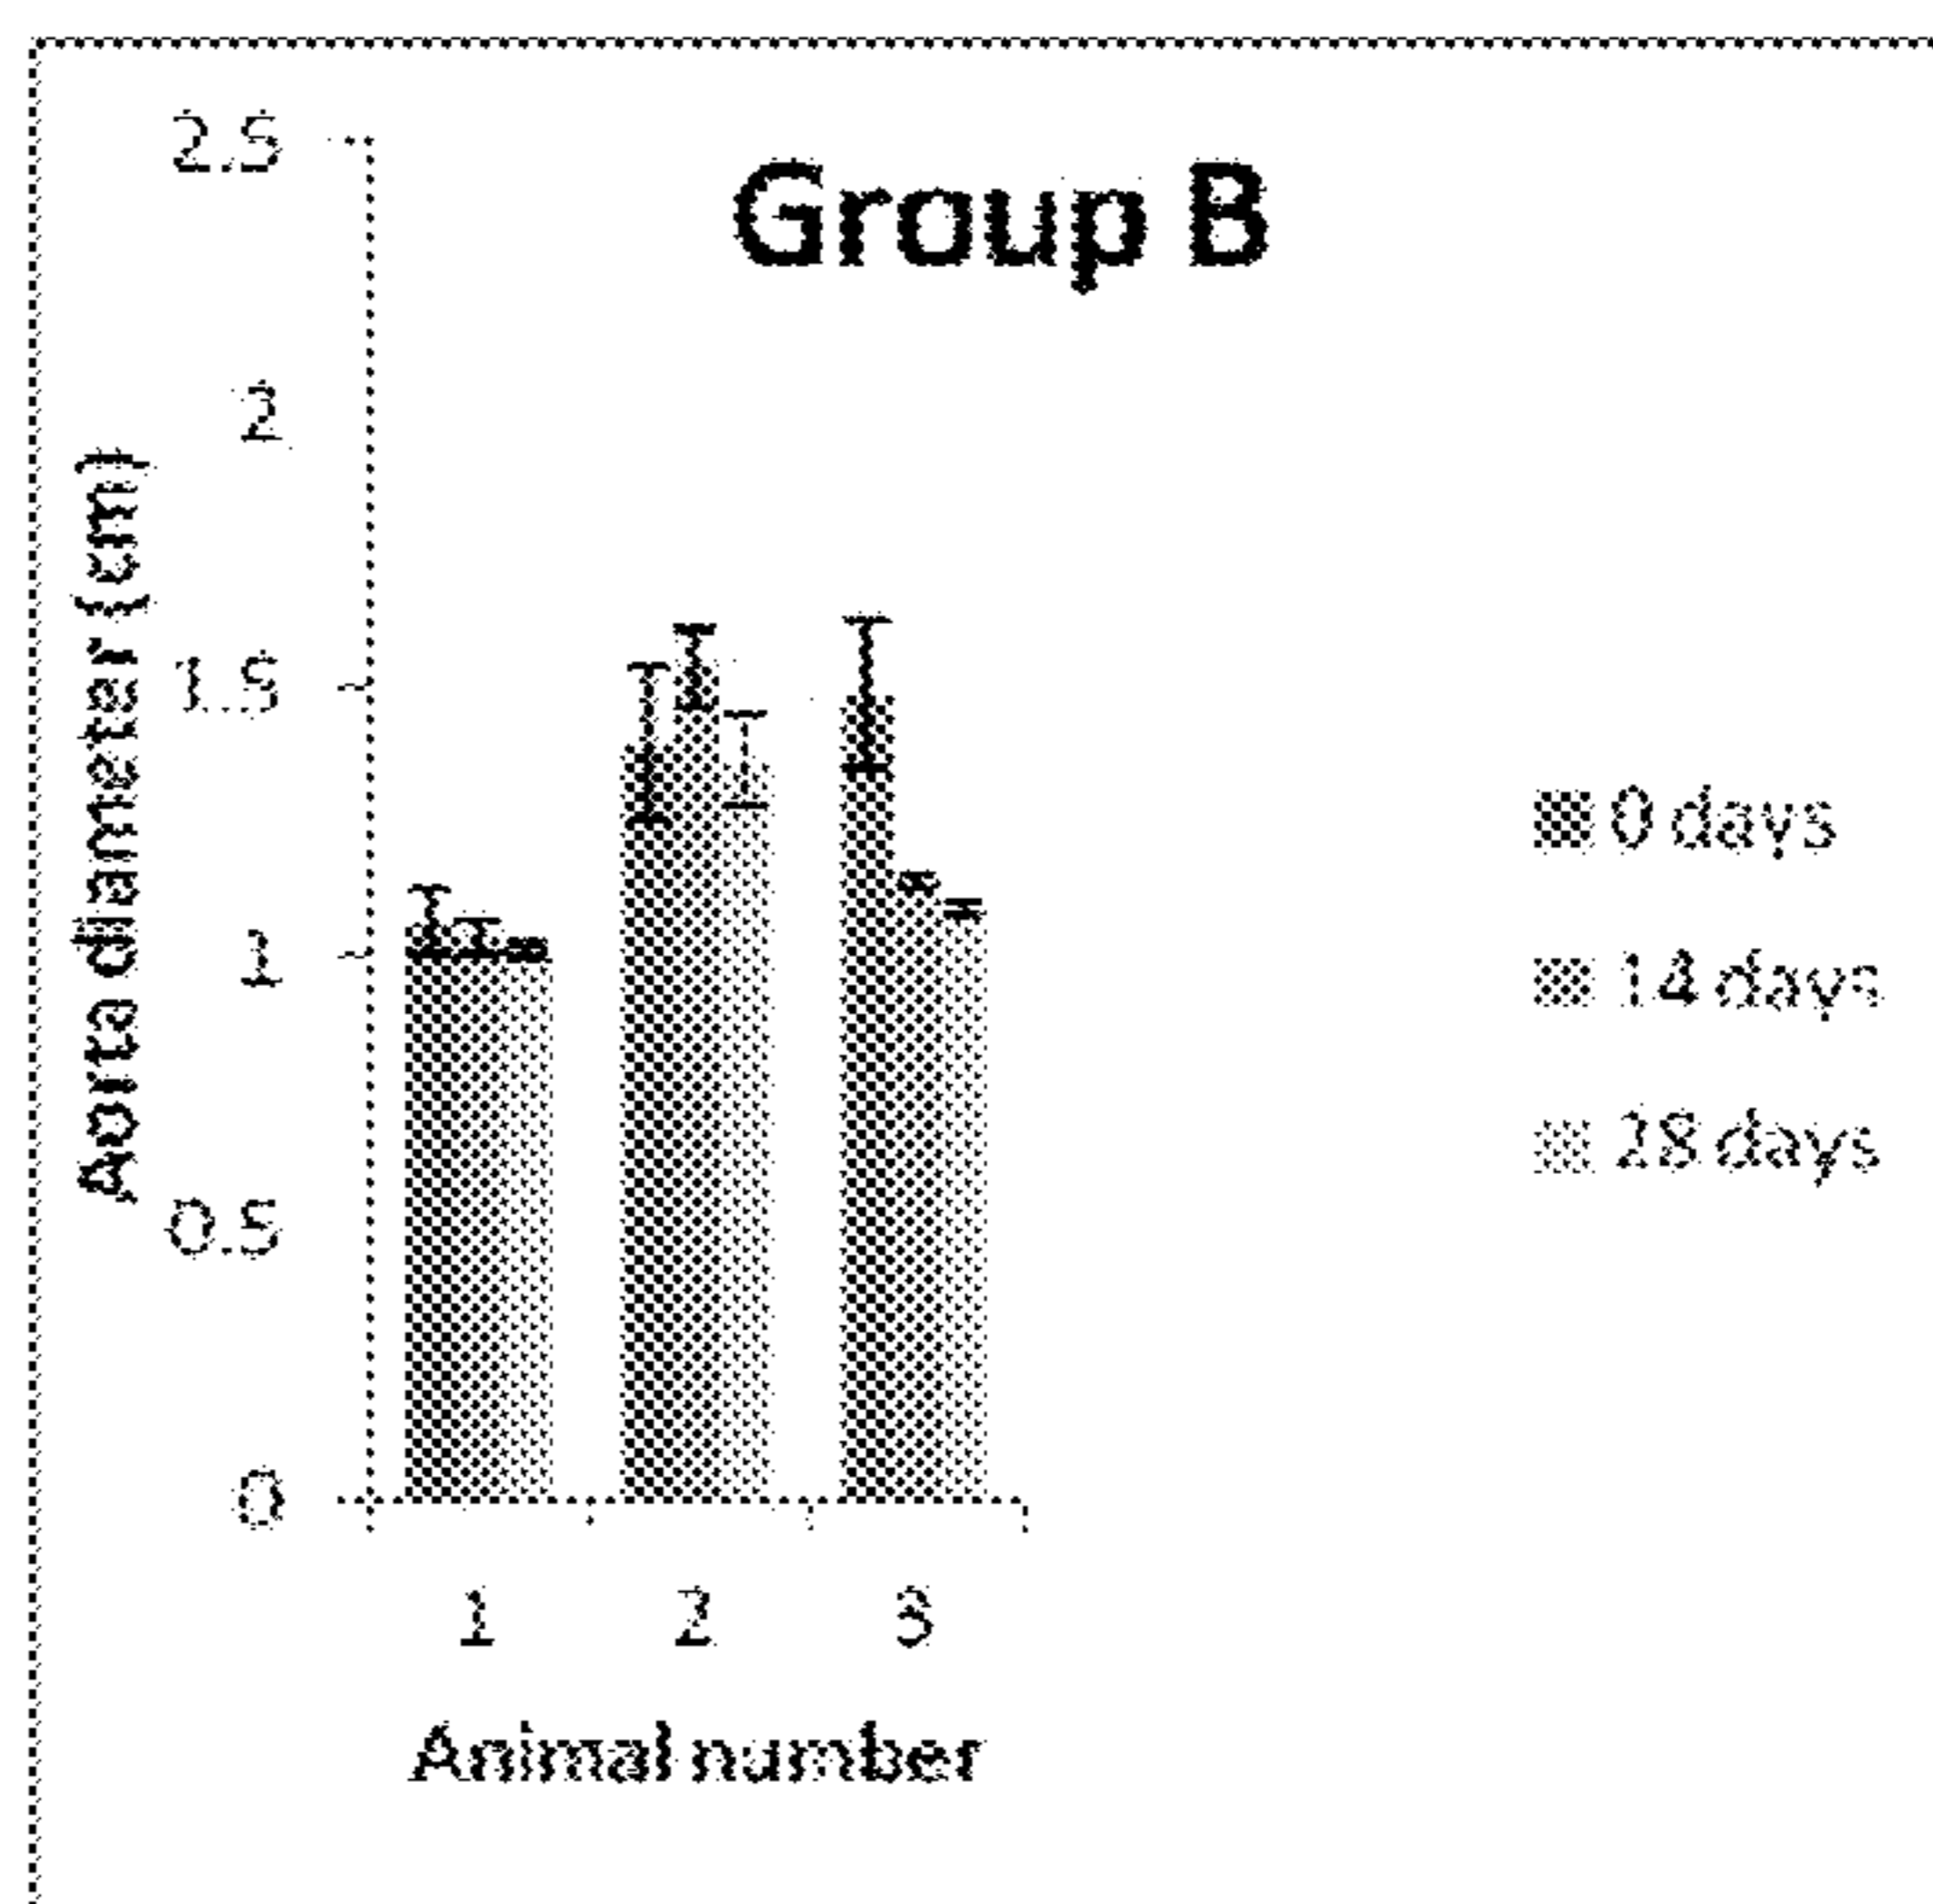 Group B
Aorta diameter, (cm)
2.5
2
1.5
1
0.5
0
1 2 3
Animal number
0 days
14 days
28 days